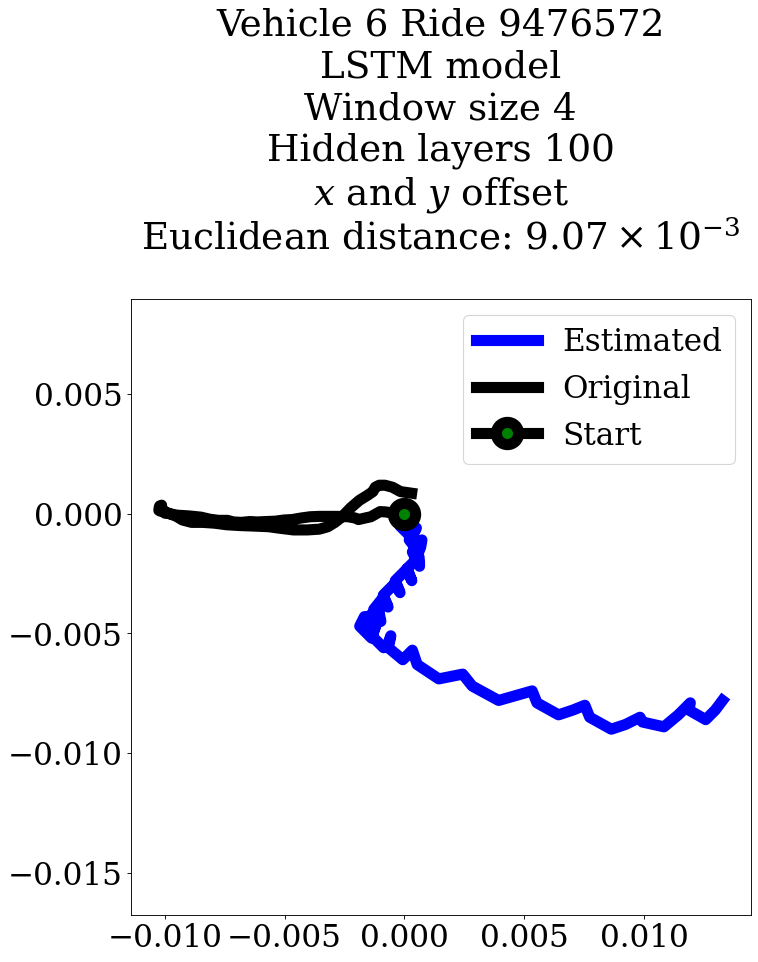 Vehicle 6 Ride 9476572
LSTM model
Window size 4
Hidden layers 100
x and y offset
Euclidean distance: 9.07 × 10⁻³
Estimated
Original
Start
0.005
0.000
−0.005
−0.010
−0.015
−0.010 −0.005 0.000 0.005 0.010